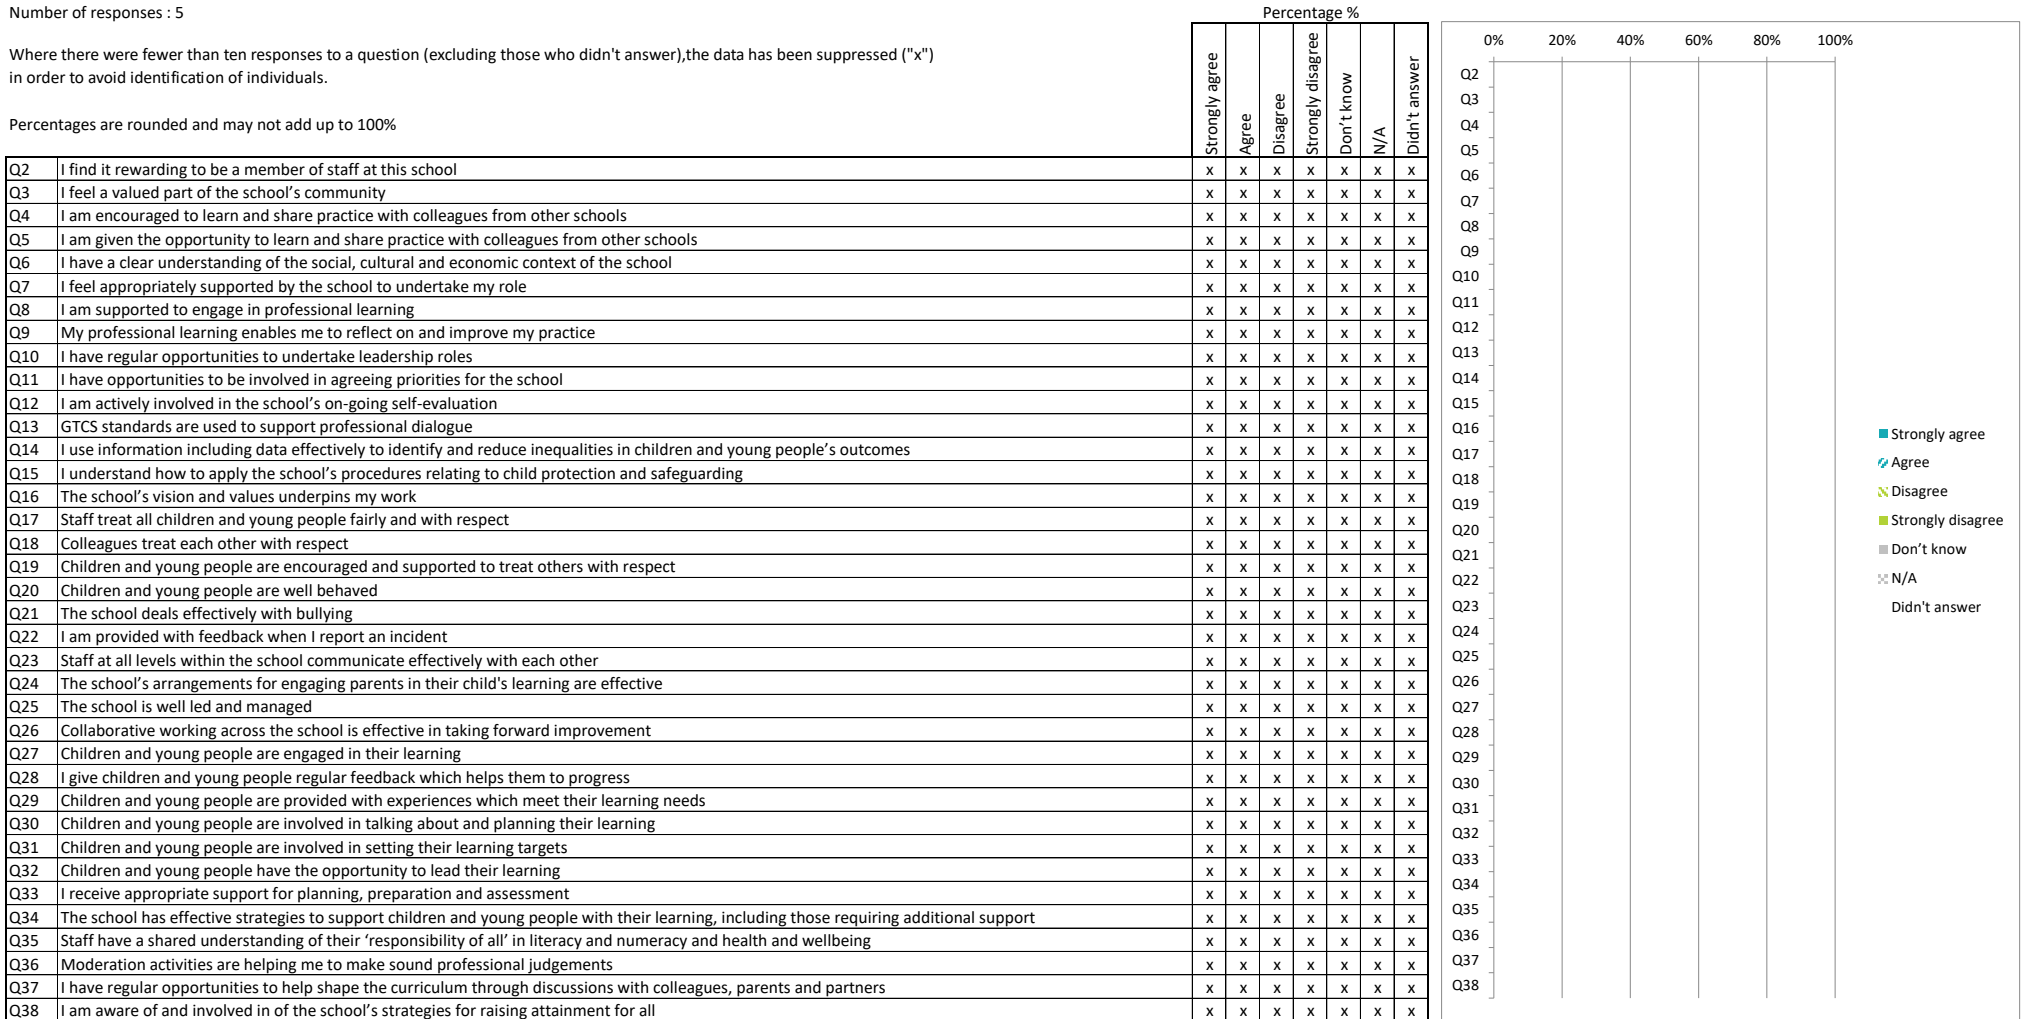 Number of responses : 5
Percentage %
Where there were fewer than ten responses to a question (excluding those who didn't answer),the data has been suppressed ("x")
in order to avoid identification of individuals.
Percentages are rounded and may not add up to 100%
Strongly agree
Agree
Disagree
Strongly disagree
Don't know
N/A
Didn't answer
Q2 I find it rewarding to be a member of staff at this school x x x x x x x
Q3 I feel a valued part of the school’s community x x x x x x x
Q4 I am encouraged to learn and share practice with colleagues from other schools x x x x x x x
Q5 I am given the opportunity to learn and share practice with colleagues from other schools x x x x x x x
Q6 I have a clear understanding of the social, cultural and economic context of the school x x x x x x x
Q7 I feel appropriately supported by the school to undertake my role x x x x x x x
Q8 I am supported to engage in professional learning x x x x x x x
Q9 My professional learning enables me to reflect on and improve my practice x x x x x x x
Q10 I have regular opportunities to undertake leadership roles x x x x x x x
Q11 I have opportunities to be involved in agreeing priorities for the school x x x x x x x
Q12 I am actively involved in the school’s on-going self-evaluation x x x x x x x
Q13 GTCS standards are used to support professional dialogue x x x x x x x
Q14 I use information including data effectively to identify and reduce inequalities in children and young people’s outcomes x x x x x x x
Q15 I understand how to apply the school’s procedures relating to child protection and safeguarding x x x x x x x
Q16 The school’s vision and values underpins my work x x x x x x x
Q17 Staff treat all children and young people fairly and with respect x x x x x x x
Q18 Colleagues treat each other with respect x x x x x x x
Q19 Children and young people are encouraged and supported to treat others with respect x x x x x x x
Q20 Children and young people are well behaved x x x x x x x
Q21 The school deals effectively with bullying x x x x x x x
Q22 I am provided with feedback when I report an incident x x x x x x x
Q23 Staff at all levels within the school communicate effectively with each other x x x x x x x
Q24 The school’s arrangements for engaging parents in their child's learning are effective x x x x x x x
Q25 The school is well led and managed x x x x x x x
Q26 Collaborative working across the school is effective in taking forward improvement x x x x x x x
Q27 Children and young people are engaged in their learning x x x x x x x
Q28 I give children and young people regular feedback which helps them to progress x x x x x x x
Q29 Children and young people are provided with experiences which meet their learning needs x x x x x x x
Q30 Children and young people are involved in talking about and planning their learning x x x x x x x
Q31 Children and young people are involved in setting their learning targets x x x x x x x
Q32 Children and young people have the opportunity to lead their learning x x x x x x x
Q33 I receive appropriate support for planning, preparation and assessment x x x x x x x
Q34 The school has effective strategies to support children and young people with their learning, including those requiring additional support x x x x x x x
Q35 Staff have a shared understanding of their ‘responsibility of all’ in literacy and numeracy and health and wellbeing x x x x x x x
Q36 Moderation activities are helping me to make sound professional judgements x x x x x x x
Q37 I have regular opportunities to help shape the curriculum through discussions with colleagues, parents and partners x x x x x x x
Q38 I am aware of and involved in of the school’s strategies for raising attainment for all x x x x x x x
0% 20% 40% 60% 80% 100%
Q2
Q3
Q4
Q5
Q6
Q7
Q8
Q9
Q10
Q11
Q12
Q13
Q14
Q15
Q16
Q17
Q18
Q19
Q20
Q21
Q22
Q23
Q24
Q25
Q26
Q27
Q28
Q29
Q30
Q31
Q32
Q33
Q34
Q35
Q36
Q37
Q38
Strongly agree
Agree
Disagree
Strongly disagree
Don’t know
N/A
Didn't answer